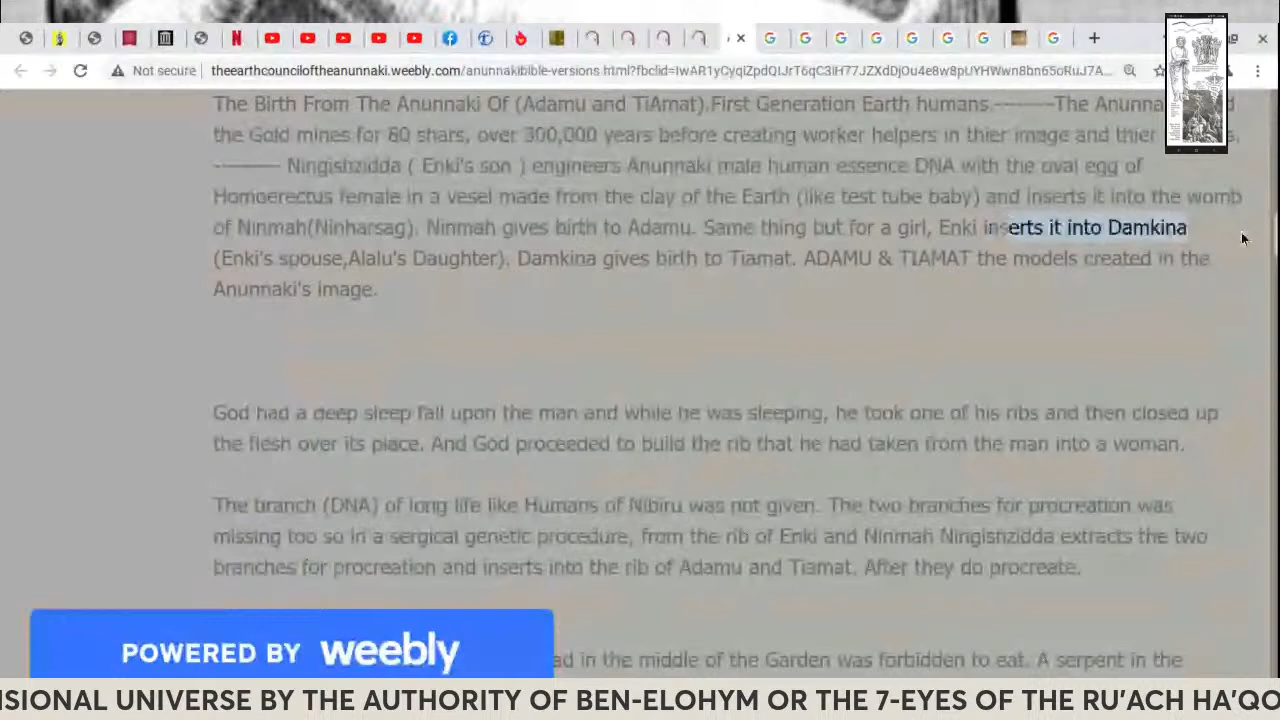 Not secure theearthcounciloftheanunnaki.weebly.com/anunnakibible-versions.html?fbclid=
The Birth From The Anunnaki Of (Adamu and TiAmat).First Generation Earth humans ---------The
the Gold mines for 80 shars, over 300,000 years before creating worker helpers in thier image and thier
---------- Ningishzidda ( Enki's son ) engineers Anunnaki male human essence DNA with the oval egg of
Homoerectus female in a vesel made from the clay of the Earth (like test tube baby) and inserts it into the womb
of Ninmah(Ninharsag). Ninmah gives birth to Adamu. Same thing but for a girl, Enki inserts it into Damkina
(Enki's spouse,Alalu's Daughter). Damkina gives birth to Tiamat. ADAMU & TIAMAT the models created in the
Anunnaki's image.
God had a deep sleep fall upon the man and while he was sleeping, he took one of his ribs and then closed up
the flesh over its place. And God proceeded to build the rib that he had taken from the man into a woman.
The branch (DNA) of long life like Humans of Nibiru was not given. The two branches for procreation was
missing too so in a sergical genetic procedure, from the rib of Enki and Ninmah Ningishzidda extracts the two
branches for procreation and inserts into the rib of Adamu and Tiamat. After they do procreate.
POWERED BY weebly
ad in the middle of the Garden was forbidden to eat. A serpent in the
SIONAL UNIVERSE BY THE AUTHORITY OF BEN-ELOHYM OR THE 7-EYES OF THE RU'ACH HA'QO